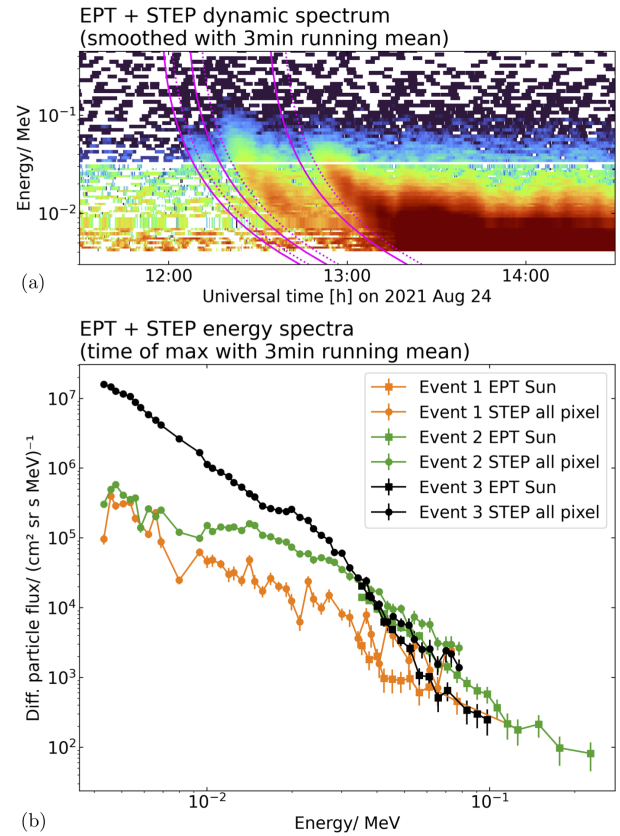 EPT + STEP dynamic spectrum
(smoothed with 3min running mean)
Energy/ MeV
10⁻¹
10⁻²
12:00 13:00 14:00
(a)
Universal time [h] on 2021 Aug 24
EPT + STEP energy spectra
(time of max with 3min running mean)
Diff. particle flux/ (cm² sr s MeV)⁻¹
10⁷
10⁶
10⁵
10⁴
10³
10²
Event 1 EPT Sun
Event 1 STEP all pixel
Event 2 EPT Sun
Event 2 STEP all pixel
Event 3 EPT Sun
Event 3 STEP all pixel
10⁻² 10⁻¹
(b)
Energy/ MeV